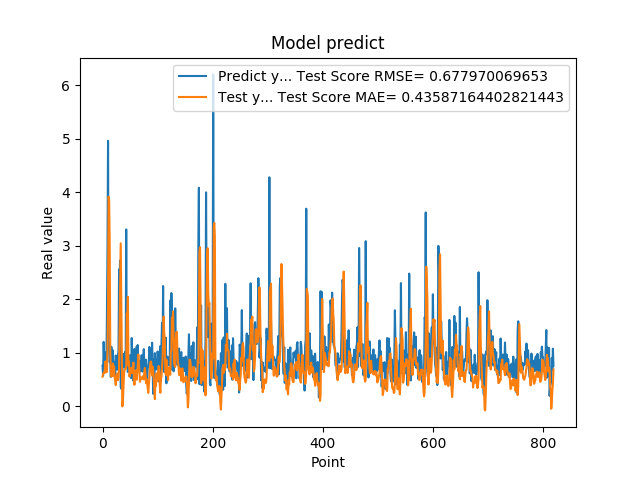 Model predict
Predict y... Test Score RMSE= 0.677970069653
Test y... Test Score MAE= 0.43587164402821443
Real value
6
5
4
3
2
1
0
0 200 400 600 800
Point